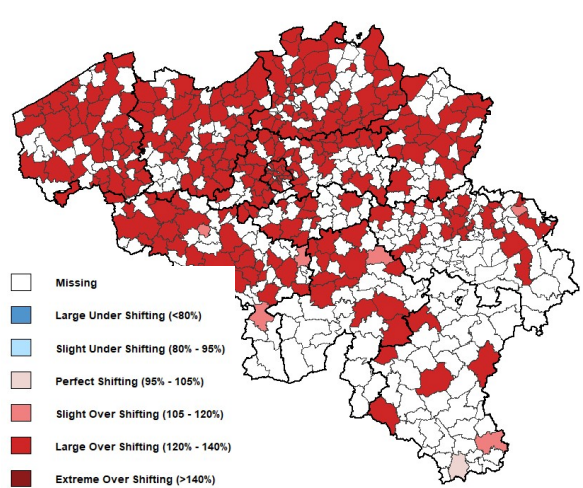 Missing
Large Under Shifting (<80%)
Slight Under Shifting (80% - 95%)
Perfect Shifting (95% - 105%)
Slight Over Shifting (105 - 120%)
Large Over Shifting (120% - 140%)
Extreme Over Shifting (>140%)